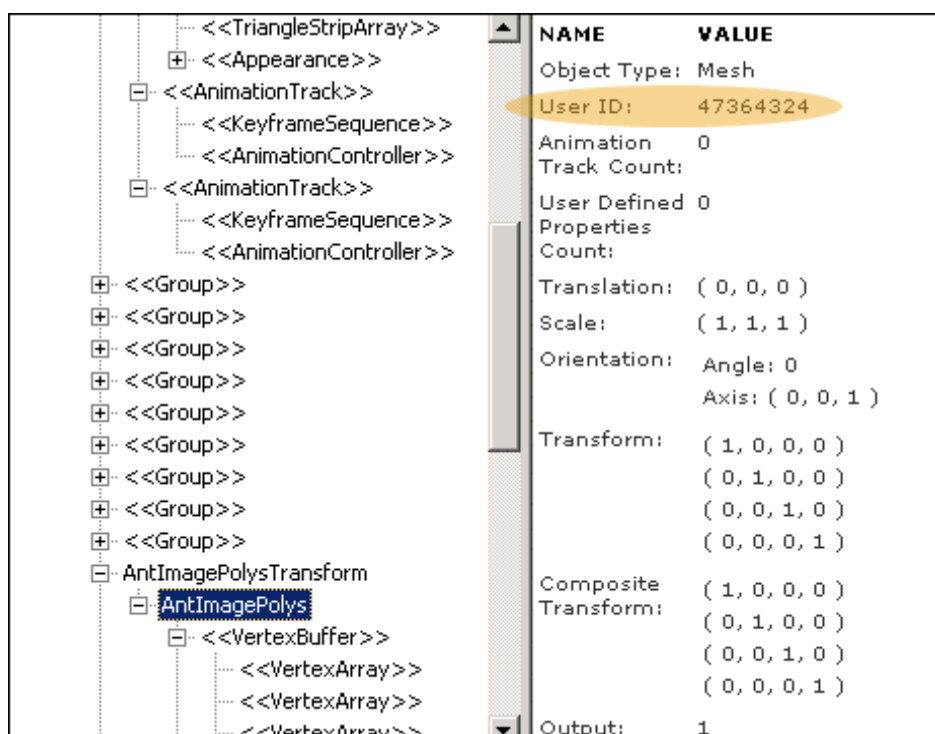 <<TriangleStripArray>>
<<Appearance>>
<<AnimationTrack>>
<<KeyframeSequence>>
<<AnimationController>>
<<AnimationTrack>>
<<KeyframeSequence>>
<<AnimationController>>
<<Group>>
<<Group>>
<<Group>>
<<Group>>
<<Group>>
<<Group>>
<<Group>>
<<Group>>
<<Group>>
AntImagePolysTransform
AntImagePolys
<<VertexBuffer>>
<<VertexArray>>
<<VertexArray>>
<<VertexArray>>
NAME VALUE
Object Type: Mesh
User ID: 47364324
Animation 0
Track Count:
User Defined 0
Properties
Count:
Translation: ( 0, 0, 0 )
Scale: ( 1, 1, 1 )
Orientation: Angle: 0
Axis: ( 0, 0, 1 )
Transform: ( 1, 0, 0, 0 )
( 0, 1, 0, 0 )
( 0, 0, 1, 0 )
( 0, 0, 0, 1 )
Composite ( 1, 0, 0, 0 )
Transform: ( 0, 1, 0, 0 )
( 0, 0, 1, 0 )
( 0, 0, 0, 1 )
Output: 1